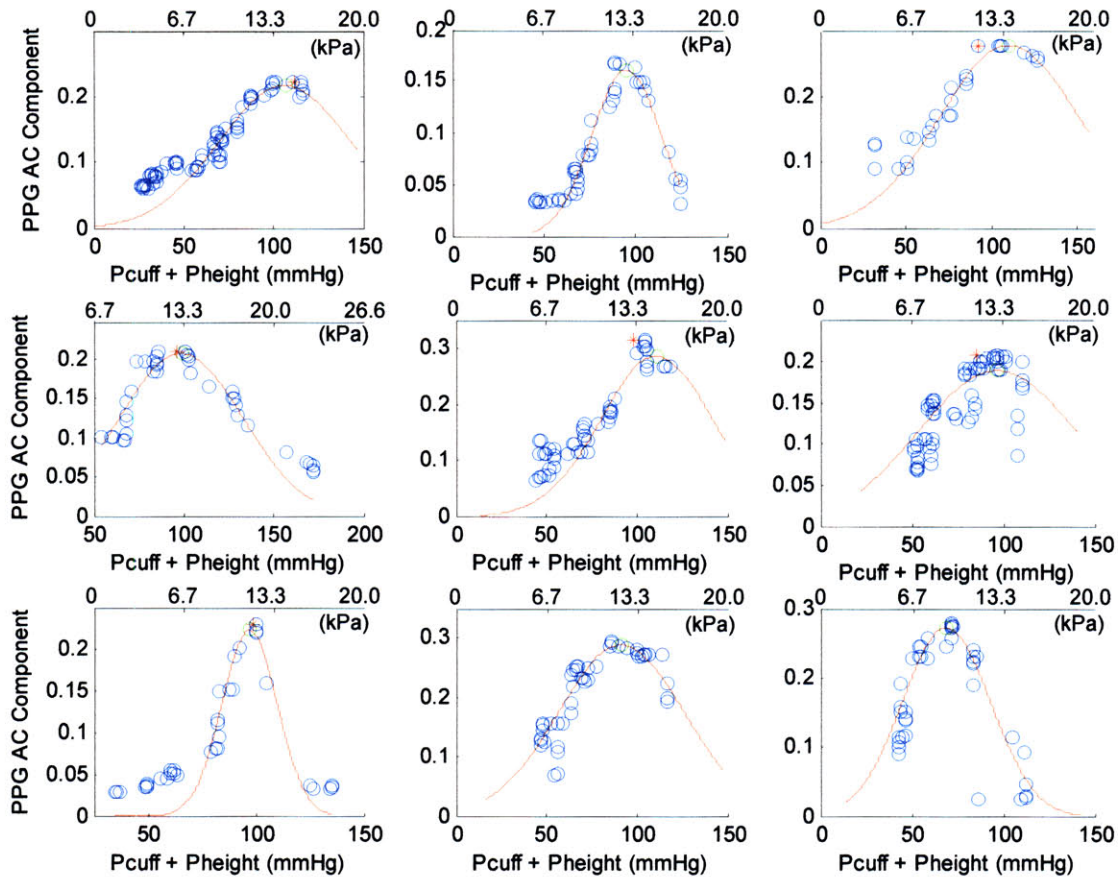 0 6.7 13.3 20.0 0 6.7 13.3 20.0 0 6.7 13.3 20.0
(kPa) (kPa) (kPa)
PPG AC Component
0.2
0.1
0
0.2
0.15
0.1
0.05
0
0.2
0.1
0
0 50 100 150 0 50 100 150 0 50 100 150
Pcuff + Pheight (mmHg) Pcuff + Pheight (mmHg) Pcuff + Pheight (mmHg)
6.7 13.3 20.0 26.6 0 6.7 13.3 20.0 0 6.7 13.3 20.0
(kPa) (kPa) (kPa)
PPG AC Component
0.2
0.15
0.1
0.05
0
0.3
0.2
0.1
0
0.2
0.15
0.1
0.05
0
50 100 150 200 0 50 100 150 0 50 100 150
Pcuff + Pheight (mmHg) Pcuff + Pheight (mmHg) Pcuff + Pheight (mmHg)
6.7 13.3 20.0 0 6.7 13.3 20.0 0 6.7 13.3 20.0
(kPa) (kPa) (kPa)
PPG AC Component
0.2
0.15
0.1
0.05
0
0.3
0.2
0.1
0
0.3
0.2
0.1
0
50 100 150 0 50 100 150 0 50 100 150
Pcuff + Pheight (mmHg) Pcuff + Pheight (mmHg) Pcuff + Pheight (mmHg)